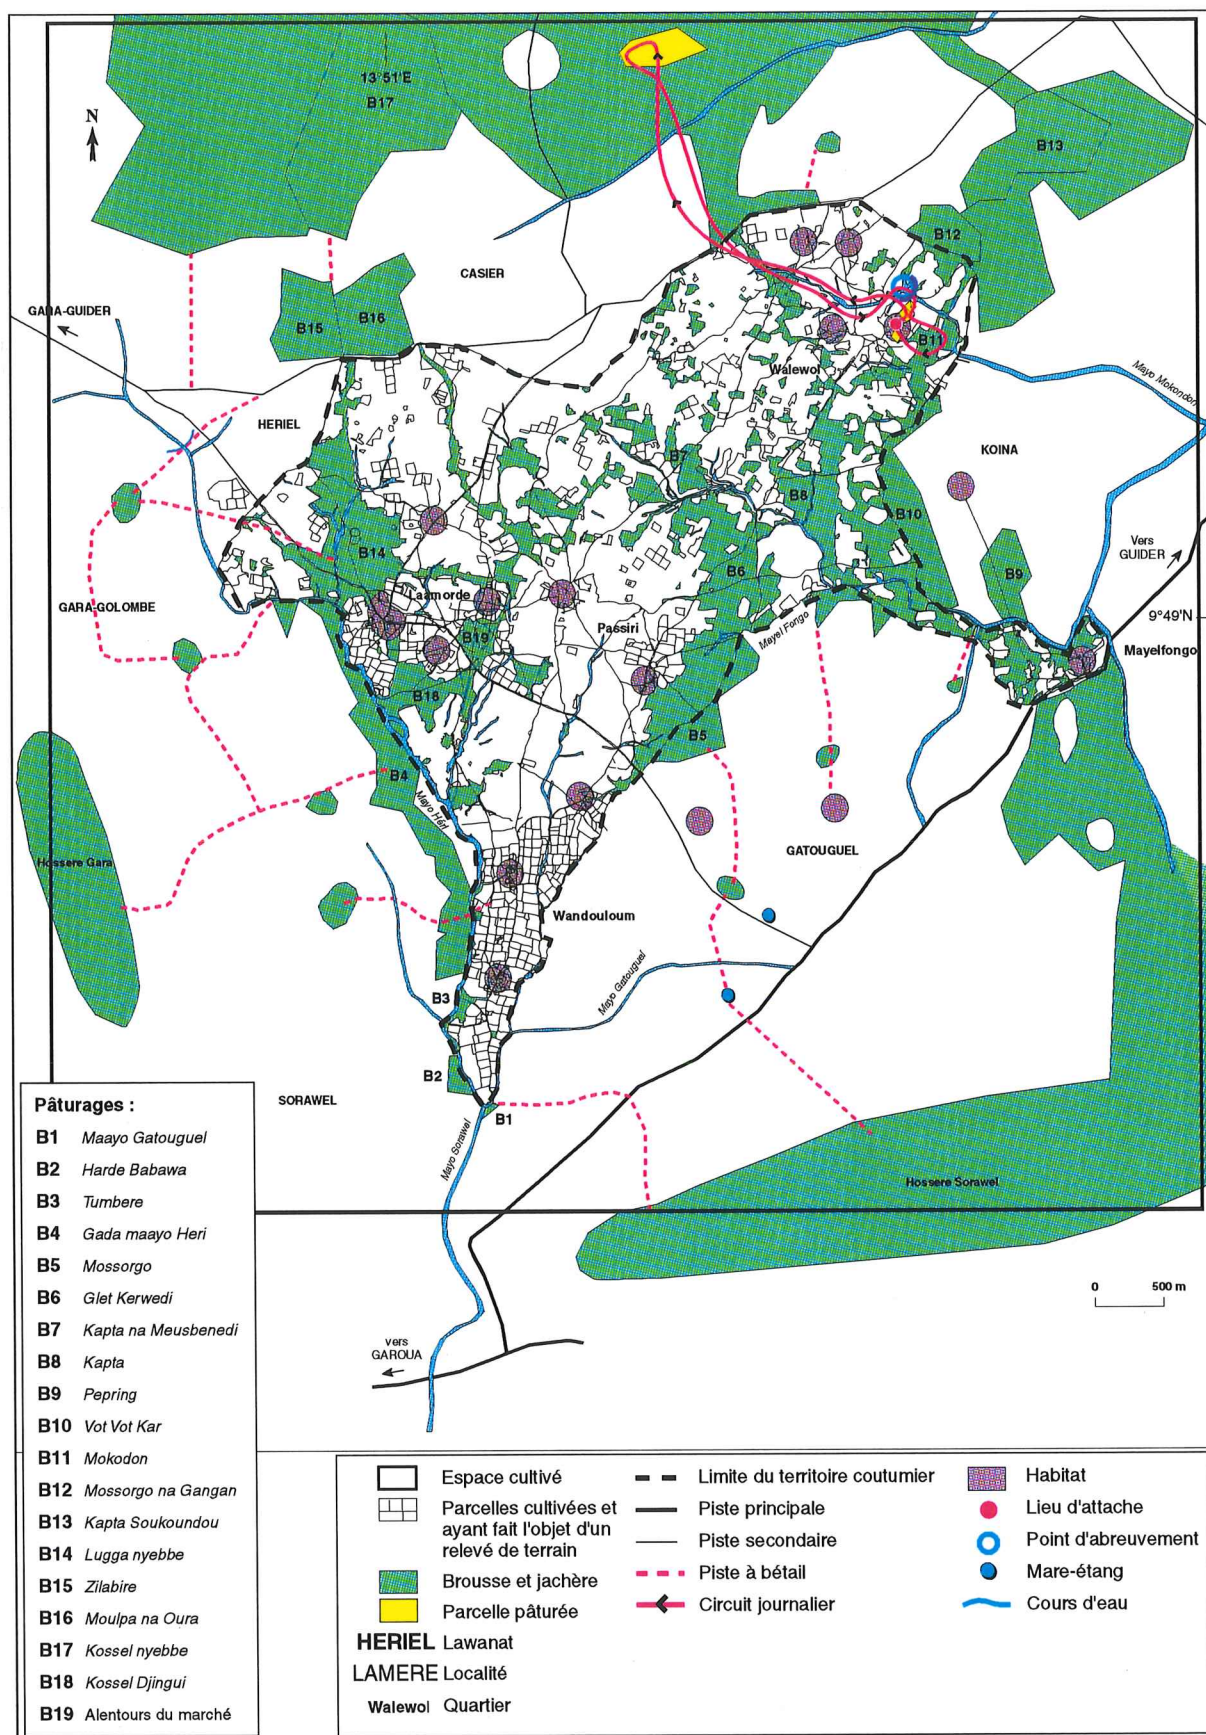 13°51'E
B17
N
B13
B12
CASIER
GARA-GUIDER
B15
B16
B11
Walewol
Mayo Mokondon
HERIEL
KOINA
B7
B8
B10
Vers
GUIDER
B14
B6
B9
Laamorde
GARA-GOLOMBE
Passiri
Mayel Fongo
9°49'N
B19
Mayelfongo
B18
B5
B4
Mayo Héri
Hossere Gara
GATOUGUEL
Wandouloum
Mayo Gatouguel
B3
B2
SORAWEL
B1
Mayo Sorawel
Hossere Sorawel
0 500 m
vers
GAROUA
Pâturages :
B1 Maayo Gatouguel
B2 Harde Babawa
B3 Tumbere
B4 Gada maayo Heri
B5 Mossorgo
B6 Glet Kerwedi
B7 Kapta na Meusbenedi
B8 Kapta
B9 Pepring
B10 Vot Vot Kar
B11 Mokodon
B12 Mossorgo na Gangan
B13 Kapta Soukoundou
B14 Lugga nyebbe
B15 Zilabire
B16 Moulpa na Oura
B17 Kossel nyebbe
B18 Kossel Djingui
B19 Alentours du marché
Espace cultivé
Parcelles cultivées et
ayant fait l'objet d'un
relevé de terrain
Brousse et jachère
Parcelle pâturée
HERIEL Lawanat
LAMERE Localité
Walewol Quartier
Limite du territoire coutumier
Piste principale
Piste secondaire
Piste à bétail
Circuit journalier
Habitat
Lieu d'attache
Point d'abreuvement
Mare-étang
Cours d'eau